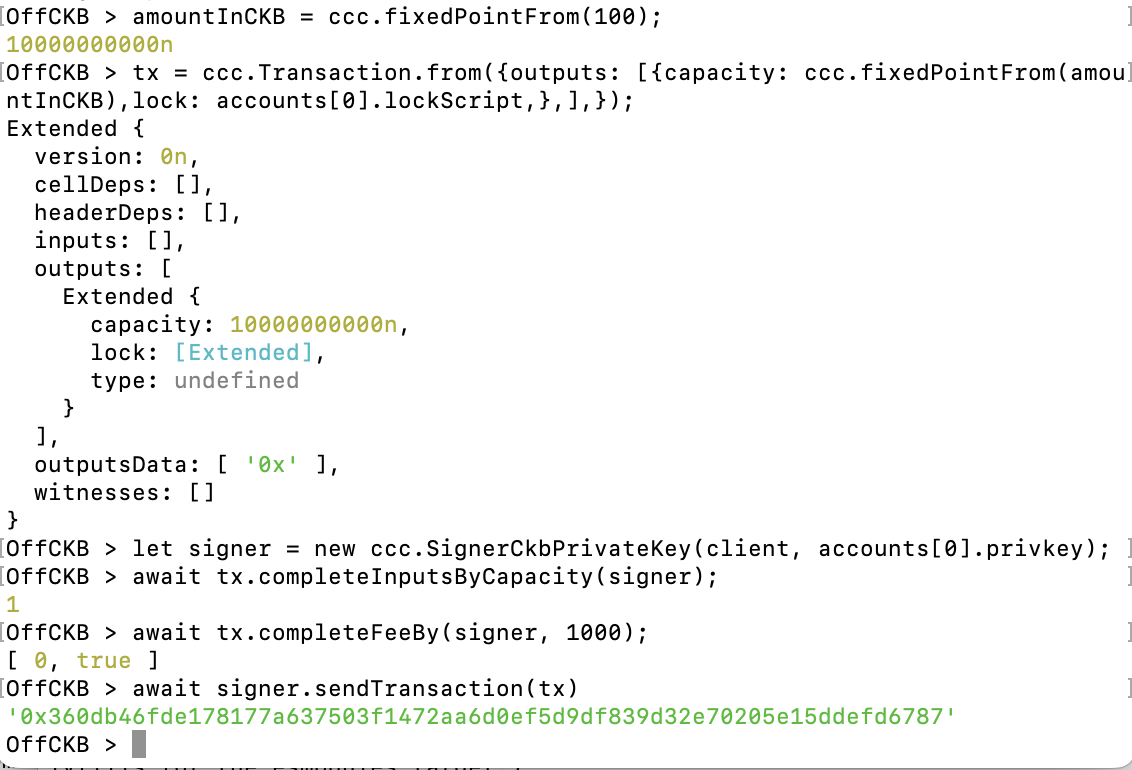 [OffCKB > amountInCKB = ccc.fixedPointFrom(100); ]
10000000000n
[OffCKB > tx = ccc.Transaction.from({outputs: [{capacity: ccc.fixedPointFrom(amou]
ntInCKB),lock: accounts[0].lockScript,},],});
Extended {
  version: 0n,
  cellDeps: [],
  headerDeps: [],
  inputs: [],
  outputs: [
    Extended {
      capacity: 10000000000n,
      lock: [Extended],
      type: undefined
    }
  ],
  outputsData: [ '0x' ],
  witnesses: []
}
[OffCKB > let signer = new ccc.SignerCkbPrivateKey(client, accounts[0].privkey); ]
[OffCKB > await tx.completeInputsByCapacity(signer); ]
1
[OffCKB > await tx.completeFeeBy(signer, 1000); ]
[ 0, true ]
[OffCKB > await signer.sendTransaction(tx) ]
'0x360db46fde178177a637503f1472aa6d0ef5d9df839d32e70205e15ddefd6787'
OffCKB >